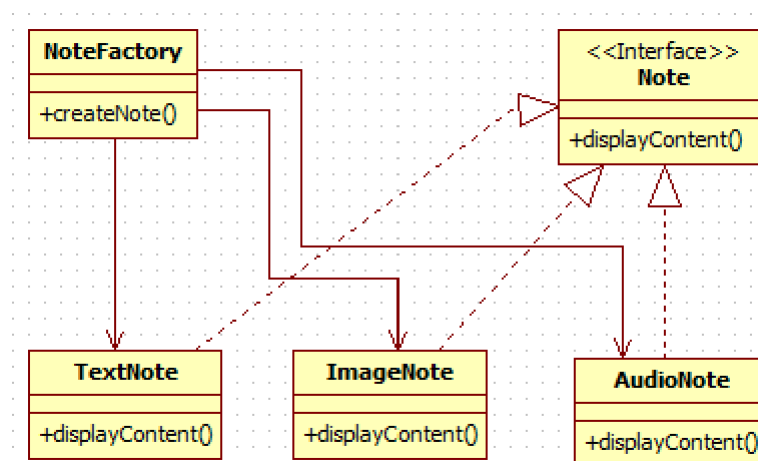 NoteFactory
+createNote()
<<Interface>>
Note
+displayContent()
TextNote
+displayContent()
ImageNote
+displayContent()
AudioNote
+displayContent()